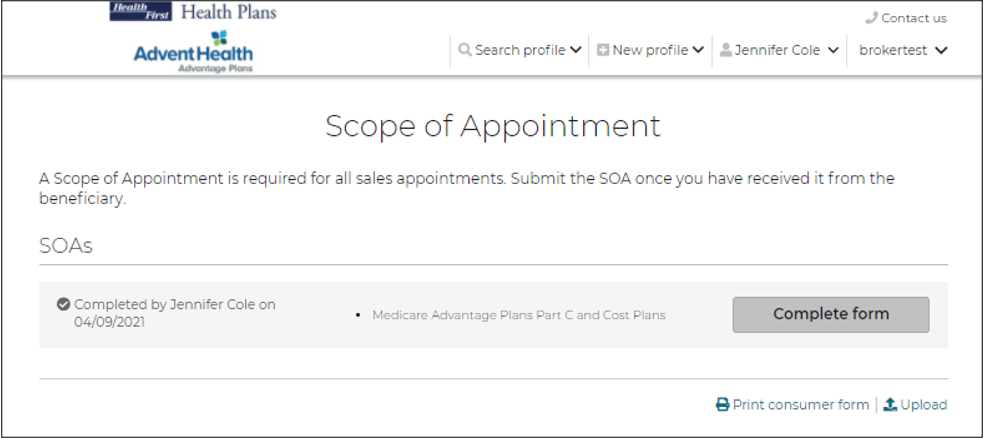 Health First Health Plans
Contact us
AdventHealth
Advantage Plans
Search profile
New profile
Jennifer Cole
brokertest
Scope of Appointment
A Scope of Appointment is required for all sales appointments. Submit the SOA once you have received it from the
beneficiary.
SOAs
Completed by Jennifer Cole on
04/09/2021
• Medicare Advantage Plans Part C and Cost Plans
Complete form
Print consumer form | Upload